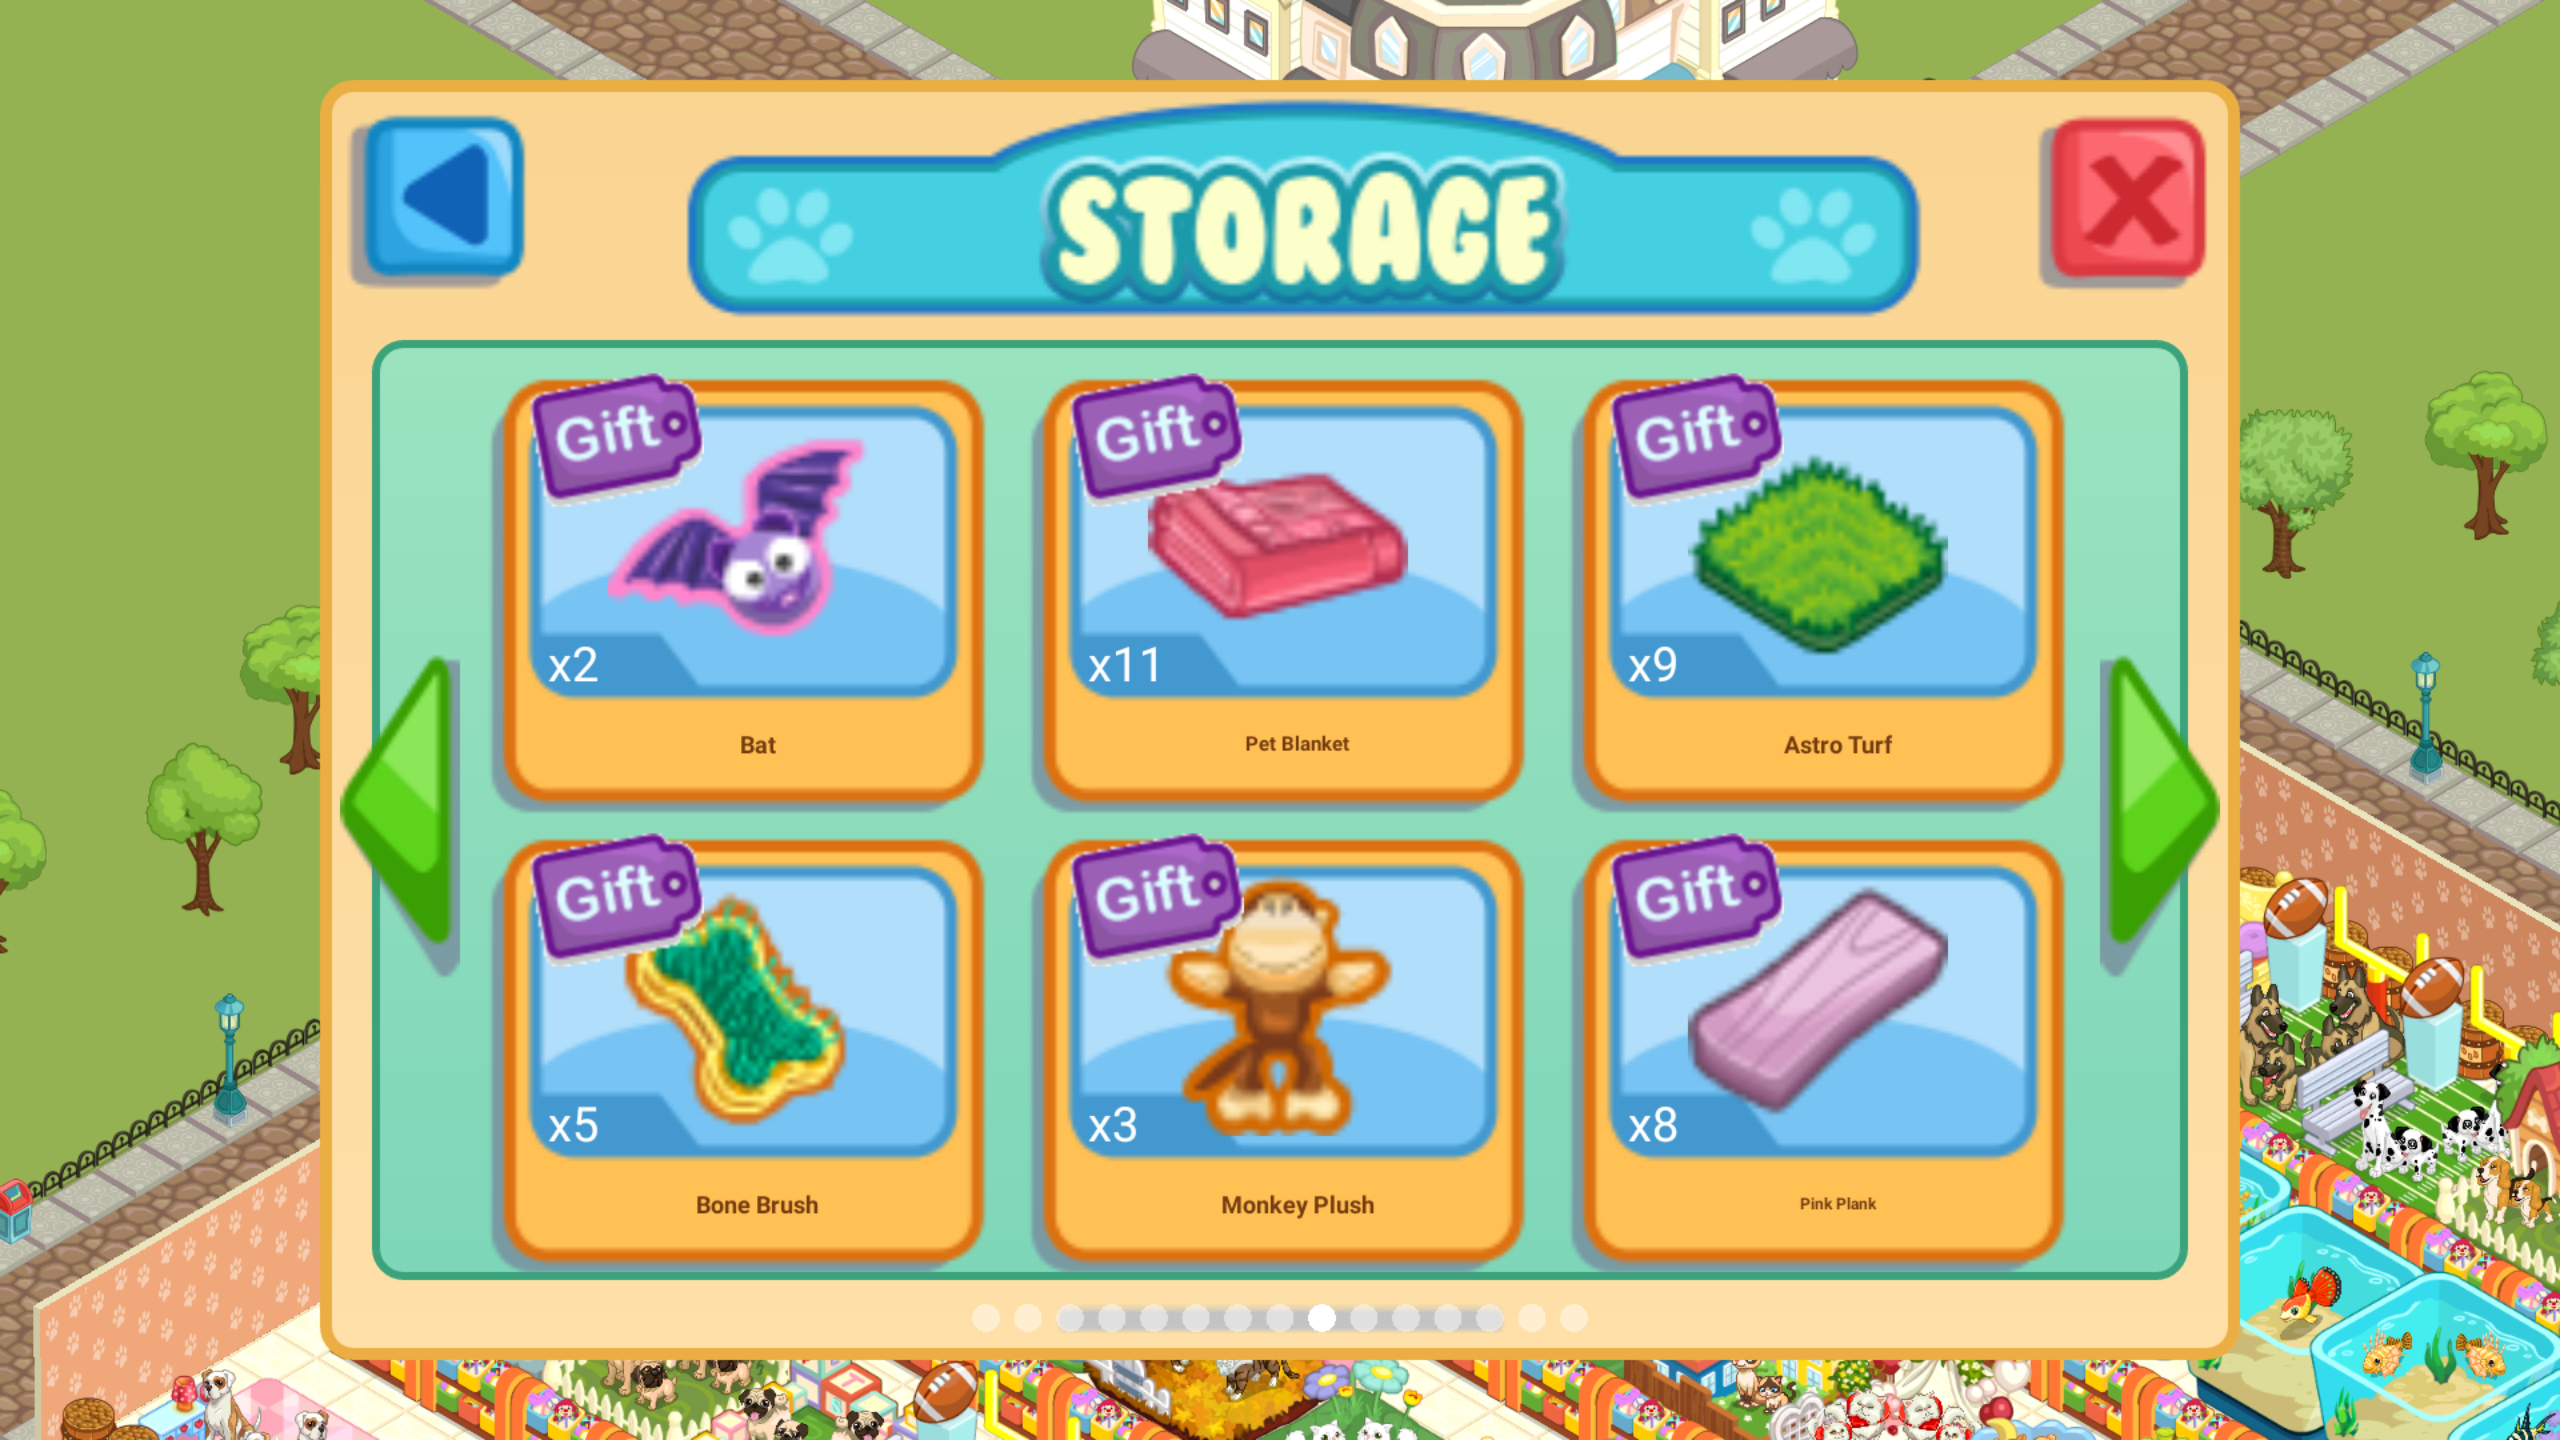 STORAGE
Gift
x2
Bat
Gift
x11
Pet Blanket
Gift
x9
Astro Turf
Gift
x5
Bone Brush
Gift
x3
Monkey Plush
Gift
x8
Pink Plank